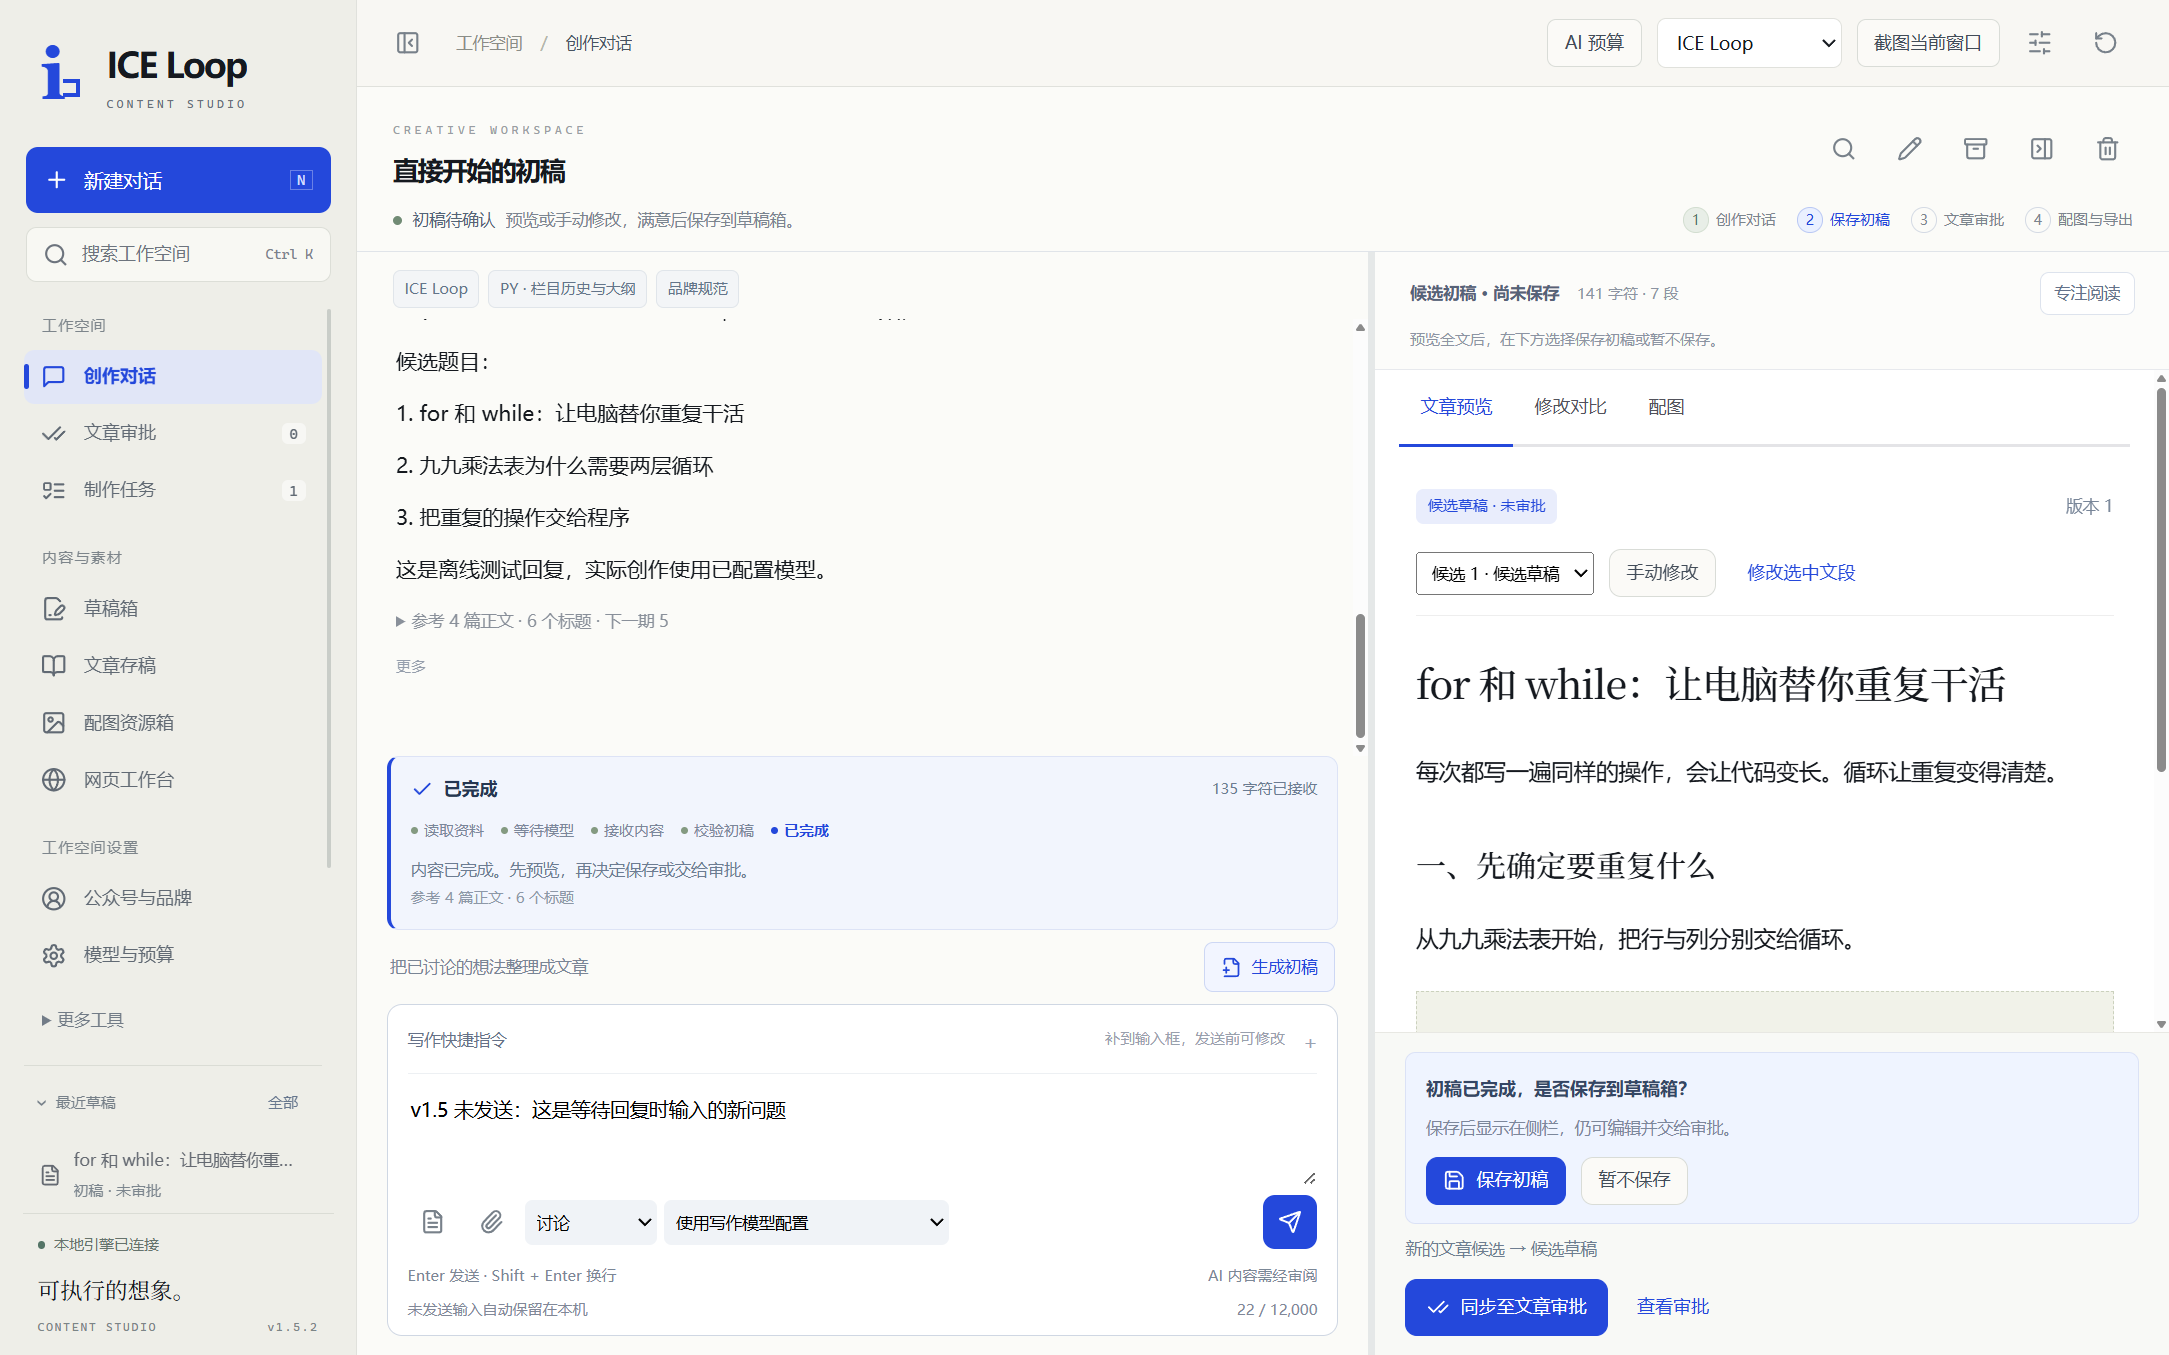 ICE Loop
CONTENT STUDIO
新建对话 N
搜索工作空间 Ctrl K
工作空间
创作对话
文章审批 0
制作任务 1
内容与素材
草稿箱
文章存稿
配图资源箱
网页工作台
工作空间设置
公众号与品牌
模型与预算
更多工具
最近草稿 全部
for 和 while：让电脑替你重...
初稿 · 未审批
本地引擎已连接
可执行的想象。
CONTENT STUDIO v1.5.2
工作空间 / 创作对话
AI 预算
ICE Loop
截图当前窗口
CREATIVE WORKSPACE
直接开始的初稿
初稿待确认 预览或手动修改，满意后保存到草稿箱。
1 创作对话 2 保存初稿 3 文章审批 4 配图与导出
ICE Loop PY · 栏目历史与大纲 品牌规范
候选题目：
1. for 和 while：让电脑替你重复干活
2. 九九乘法表为什么需要两层循环
3. 把重复的操作交给程序
这是离线测试回复，实际创作使用已配置模型。
参考 4 篇正文 · 6 个标题 · 下一期 5
更多
已完成 135 字符已接收
读取资料 等待模型 接收内容 校验初稿 已完成
内容已完成。先预览，再决定保存或交给审批。
参考 4 篇正文 · 6 个标题
把已讨论的想法整理成文章 生成初稿
写作快捷指令 补到输入框，发送前可修改 +
v1.5 未发送：这是等待回复时输入的新问题
讨论 使用写作模型配置
Enter 发送 · Shift + Enter 换行 AI 内容需经审阅
未发送输入自动保留在本机 22 / 12,000
候选初稿 • 尚未保存 141 字符 · 7 段 专注阅读
预览全文后，在下方选择保存初稿或暂不保存。
文章预览 修改对比 配图
候选草稿 · 未审批 版本 1
候选 1 · 候选草稿 手动修改 修改选中文段
for 和 while：让电脑替你重复干活
每次都写一遍同样的操作，会让代码变长。循环让重复变得清楚。
一、先确定要重复什么
从九九乘法表开始，把行与列分别交给循环。
初稿已完成，是否保存到草稿箱？
保存后显示在侧栏，仍可编辑并交给审批。
保存初稿 暂不保存
新的文章候选 → 候选草稿
同步至文章审批 查看审批